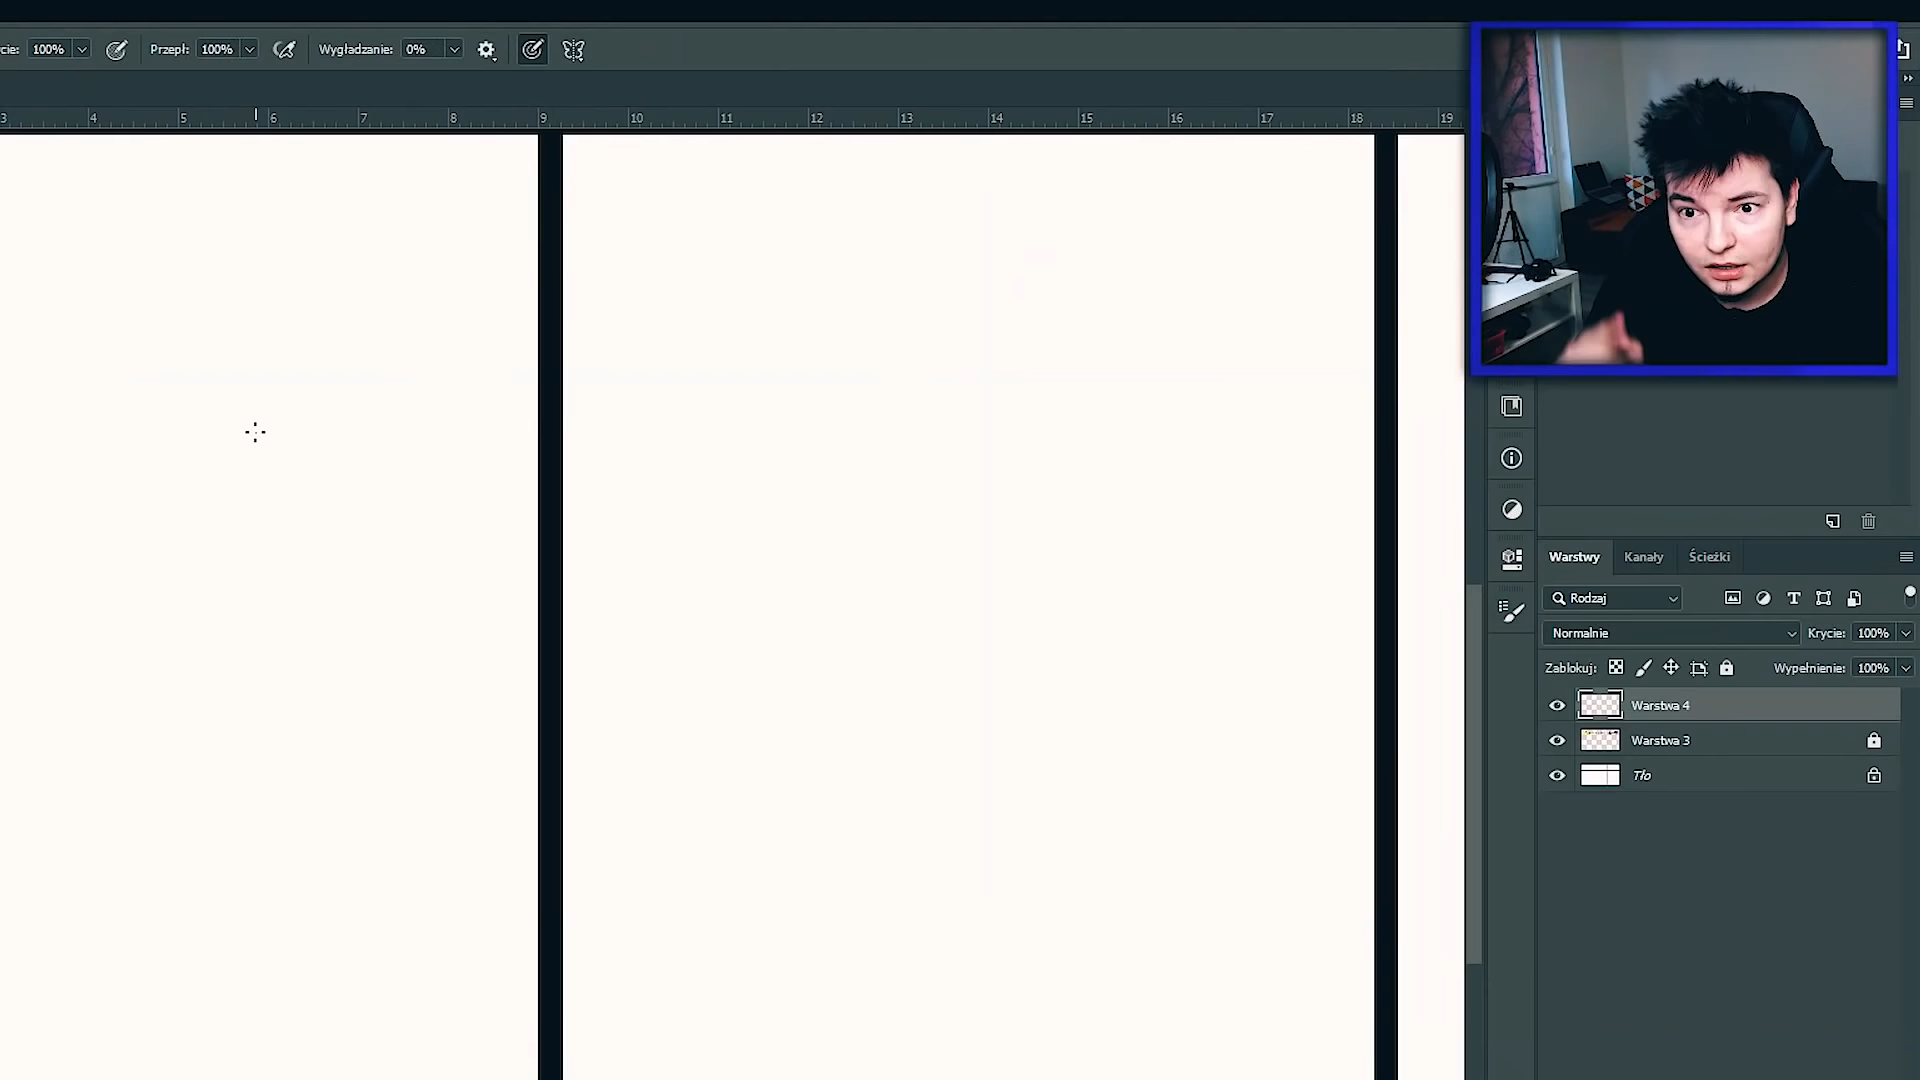 cie: 100% Przepł: 100% Wygładzanie: 0%
3 4 5 6 7 8 9 10 11 12 13 14 15 16 17 18 19
Warstwy Kanały Ścieżki
Rodzaj
Normalnie Krycie: 100%
Zablokuj: Wypełnienie: 100%
Warstwa 4
Warstwa 3
Tło